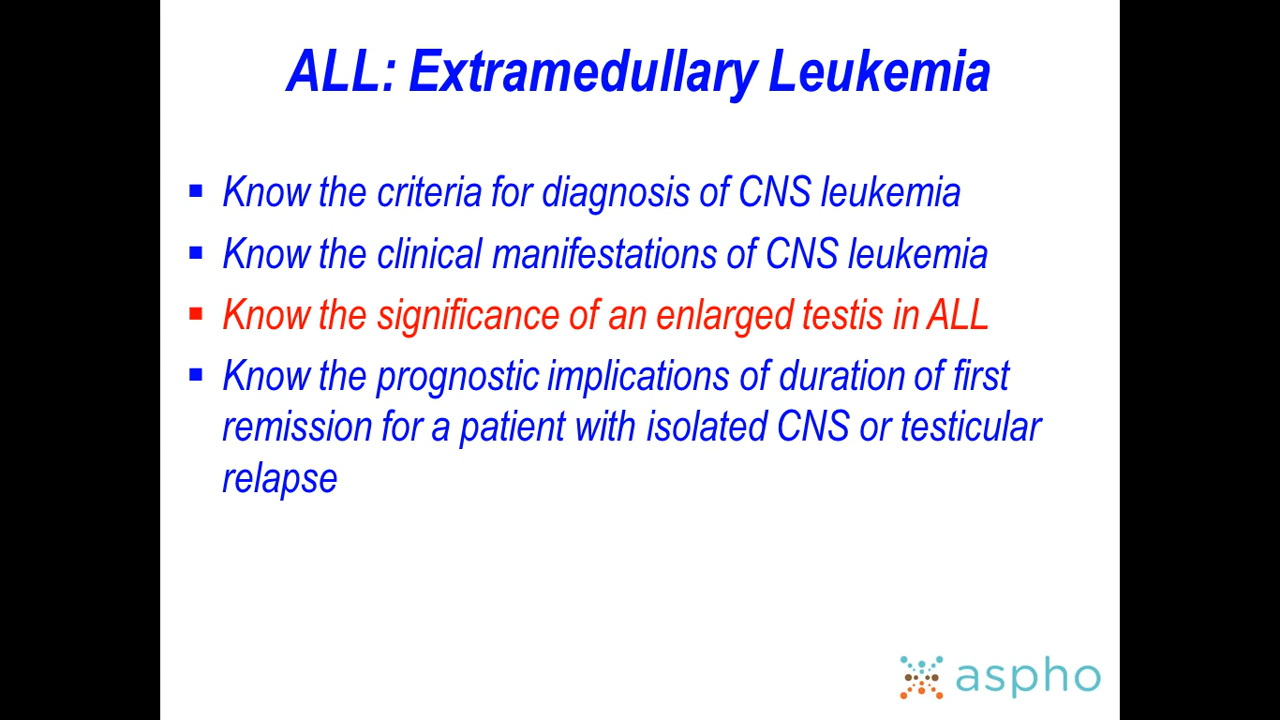 ALL: Extramedullary Leukemia
▪ Know the criteria for diagnosis of CNS leukemia
▪ Know the clinical manifestations of CNS leukemia
▪ Know the significance of an enlarged testis in ALL
▪ Know the prognostic implications of duration of first
remission for a patient with isolated CNS or testicular
relapse
aspho